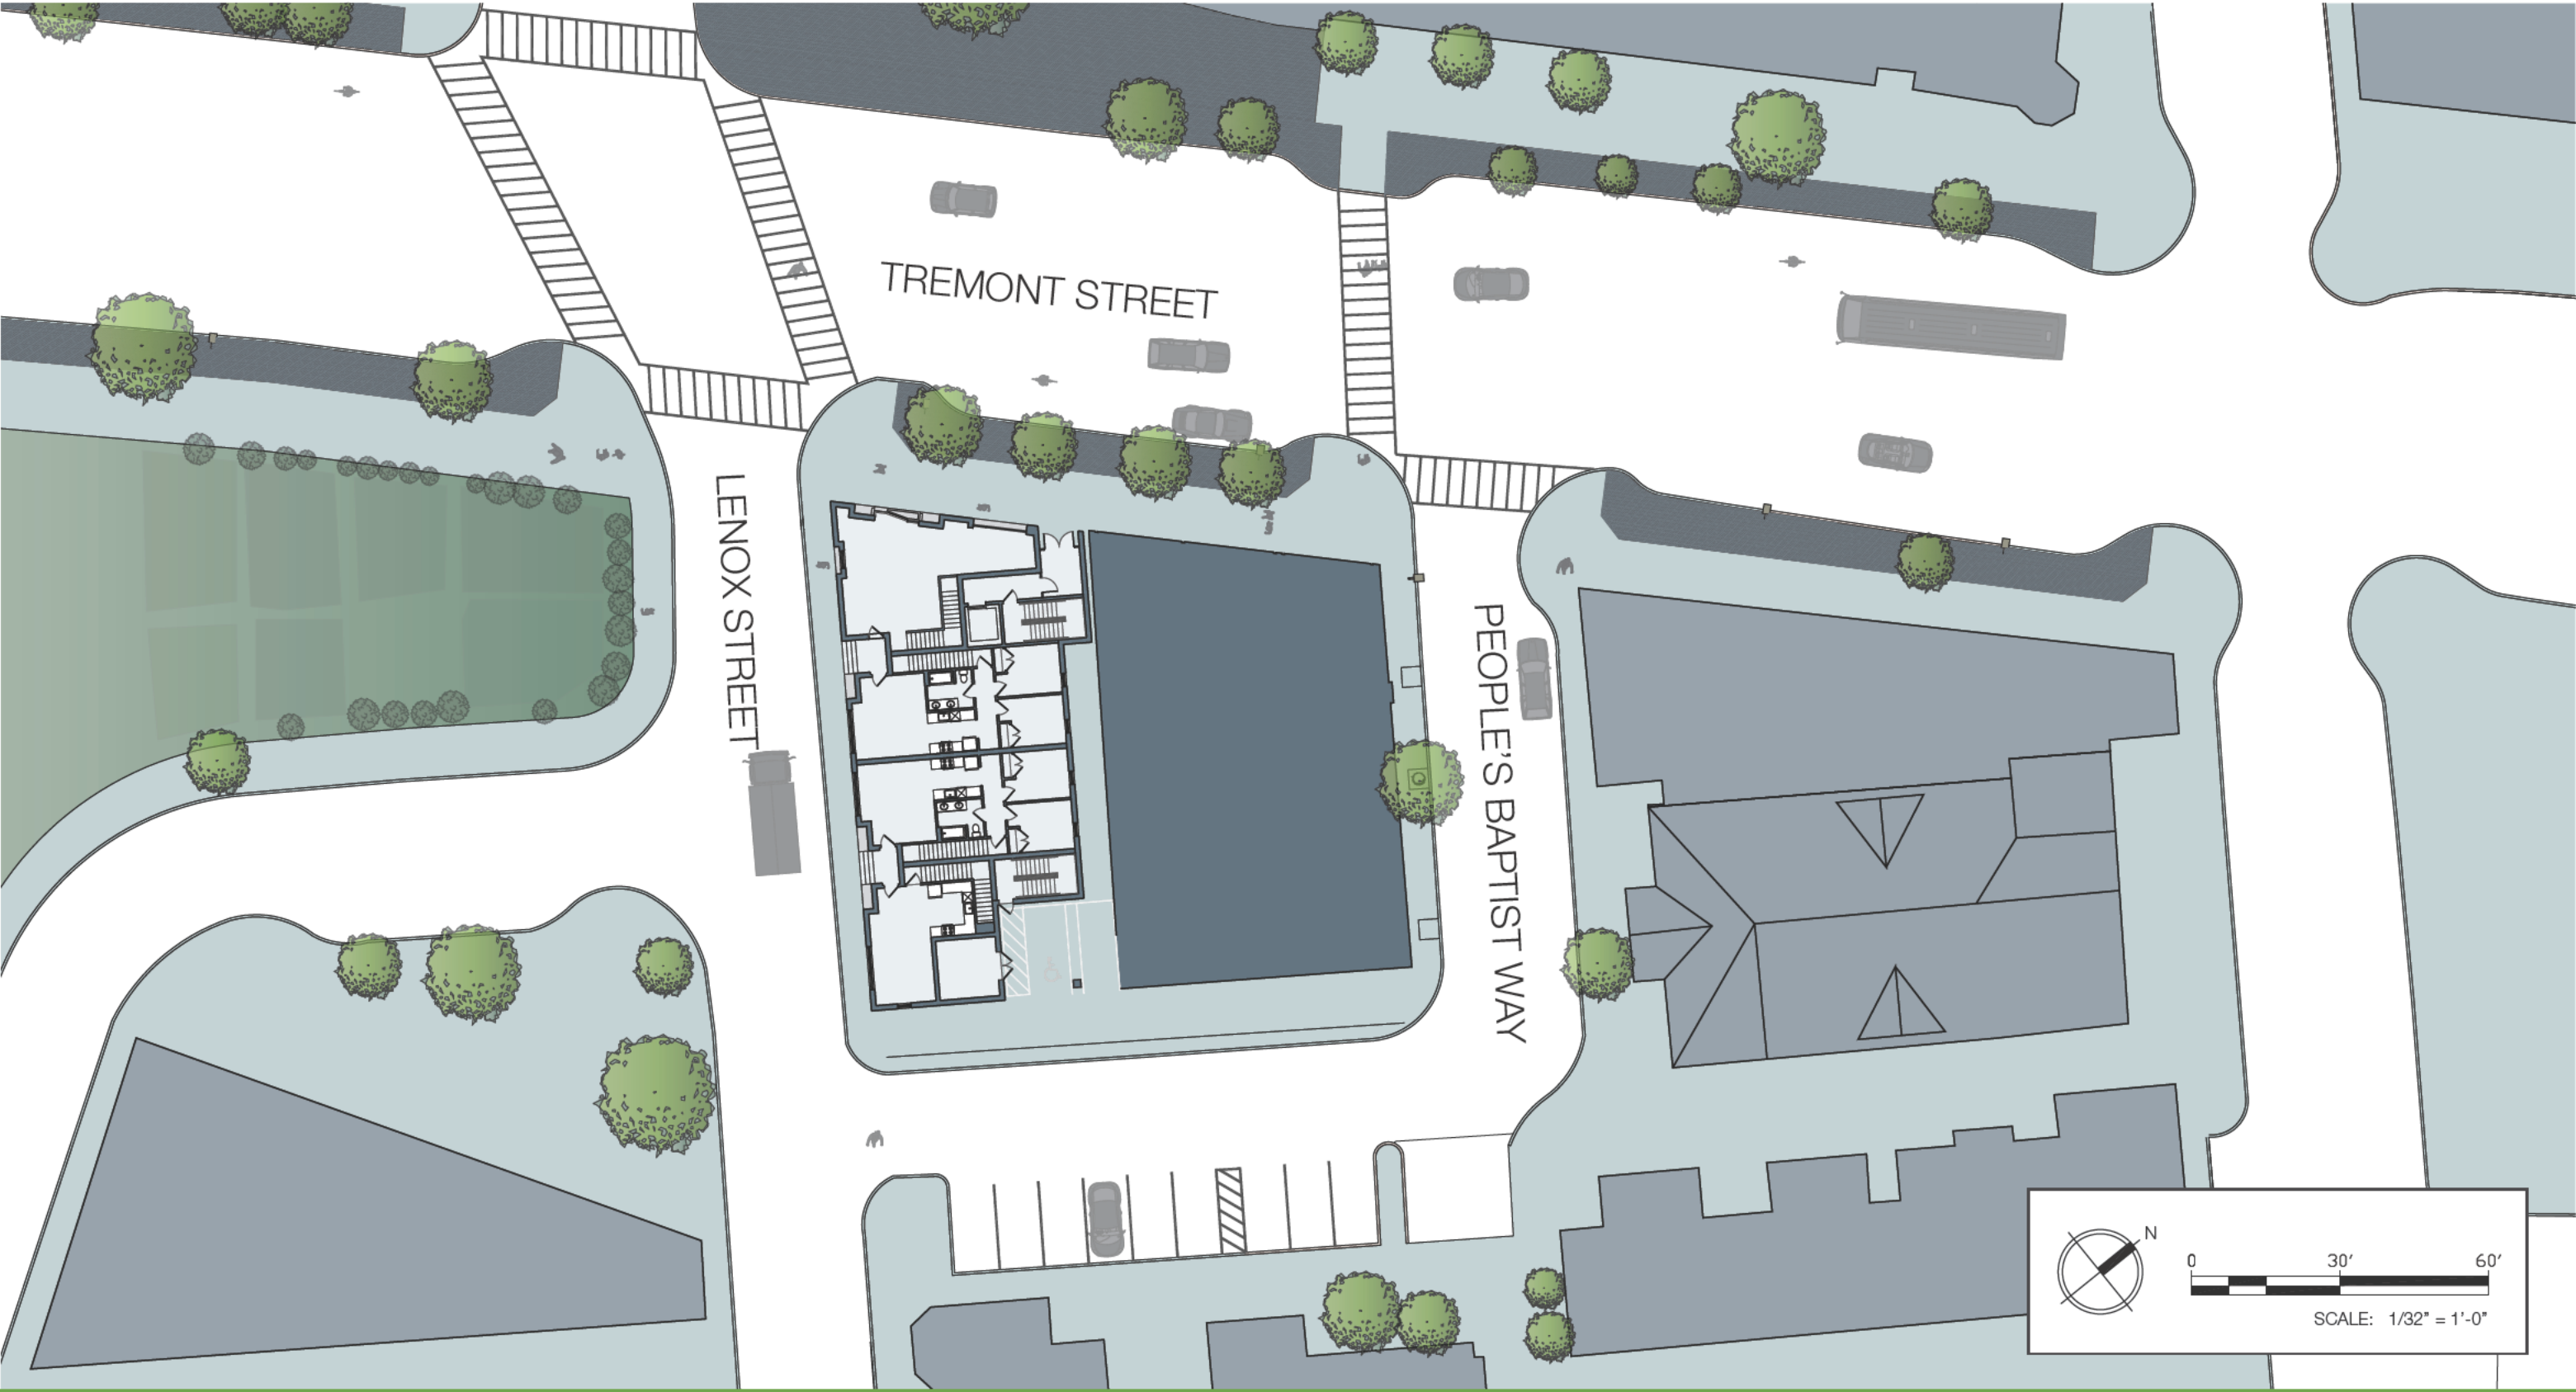 TREMONT STREET
LENOX STREET
PEOPLE'S BAPTIST WAY
N
0 30' 60'
SCALE: 1/32" = 1'-0"